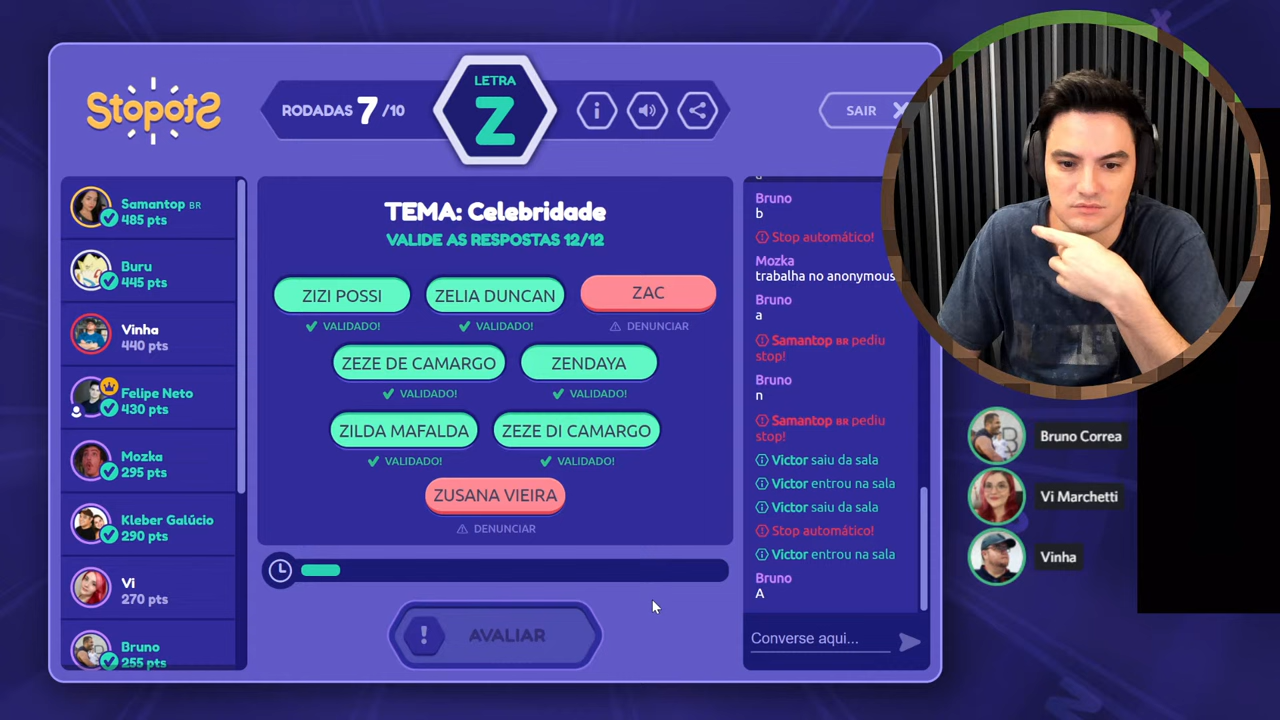 StopotS
RODADAS 7/10
LETRA
Z
SAIR
Samantop BR
485 pts
Buru
445 pts
Vinha
440 pts
Felipe Neto
430 pts
Mozka
295 pts
Kleber Galúcio
290 pts
Vi
270 pts
Bruno
255 pts
TEMA: Celebridade
VALIDE AS RESPOSTAS 12/12
ZIZI POSSI
ZELIA DUNCAN
ZAC
VALIDADO!
VALIDADO!
DENUNCIAR
ZEZE DE CAMARGO
ZENDAYA
VALIDADO!
VALIDADO!
ZILDA MAFALDA
ZEZE DI CAMARGO
VALIDADO!
VALIDADO!
ZUSANA VIEIRA
DENUNCIAR
! AVALIAR
Bruno
b
Stop automático!
Mozka
trabalha no anonymous
Bruno
a
Samantop BR pediu
stop!
Bruno
n
Samantop BR pediu
stop!
Victor saiu da sala
Victor entrou na sala
Victor saiu da sala
Stop automático!
Victor entrou na sala
Bruno
A
Converse aqui...
Bruno Correa
Vi Marchetti
Vinha